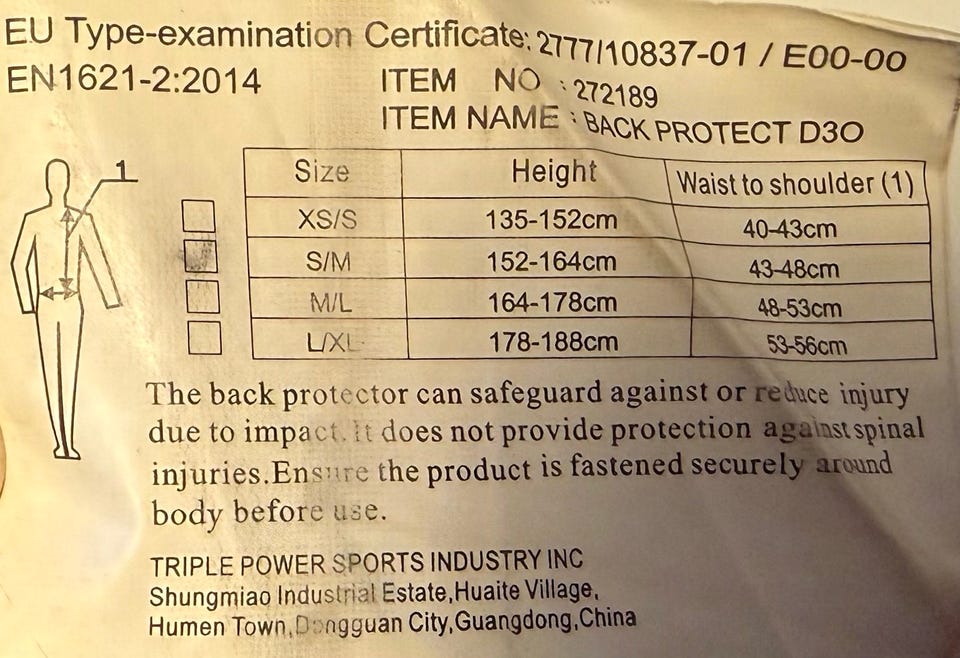 EU Type-examination Certificate: 2777/10837-01 / E00-00
EN1621-2:2014 ITEM NO : 272189
ITEM NAME : BACK PROTECT D3O
1
Size Height Waist to shoulder (1)
XS/S 135-152cm 40-43cm
S/M 152-164cm 43-48cm
M/L 164-178cm 48-53cm
L/XL 178-188cm 53-56cm
The back protector can safeguard against or reduce injury
due to impact. It does not provide protection against spinal
injuries.Ensure the product is fastened securely around
body before use.
TRIPLE POWER SPORTS INDUSTRY INC
Shungmiao Industrial Estate,Huaite Village,
Humen Town,Dongguan City,Guangdong,China